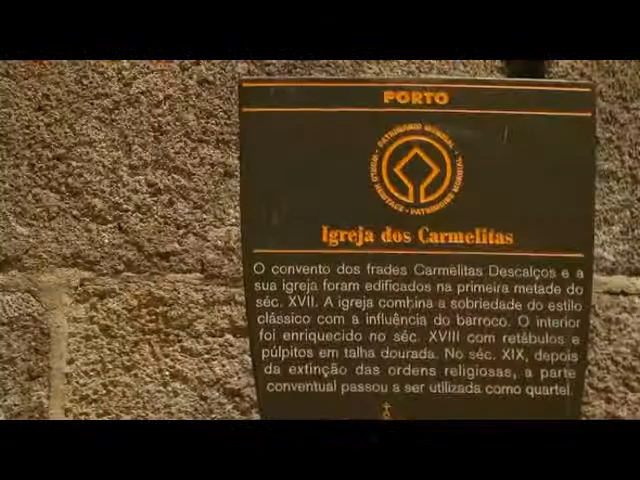 PORTO
PATRIMÓNIO MUNDIAL · WORLD HERITAGE · PATRIMOINE MONDIAL
Igreja dos Carmelitas
O convento dos frades Carmelitas Descalços e a
sua igreja foram edificados na primeira metade do
séc. XVII. A igreja combina a sobriedade do estilo
clássico com a influência do barroco. O interior
foi enriquecido no séc. XVIII com retábulos e
púlpitos em talha dourada. No séc. XIX, depois
da extinção das ordens religiosas, a parte
conventual passou a ser utilizada como quartel.